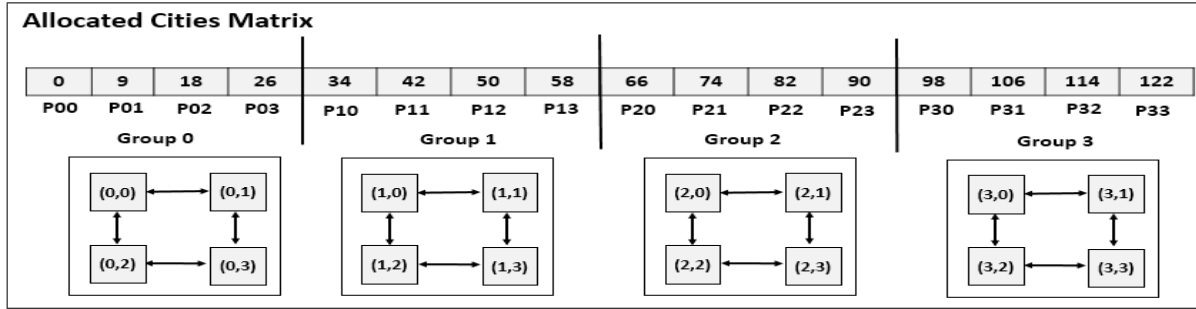 Allocated Cities Matrix
0 9 18 26 34 42 50 58 66 74 82 90 98 106 114 122
P00 P01 P02 P03 P10 P11 P12 P13 P20 P21 P22 P23 P30 P31 P32 P33
Group 0 Group 1 Group 2 Group 3
(0,0) (0,1) (1,0) (1,1) (2,0) (2,1) (3,0) (3,1)
(0,2) (0,3) (1,2) (1,3) (2,2) (2,3) (3,2) (3,3)